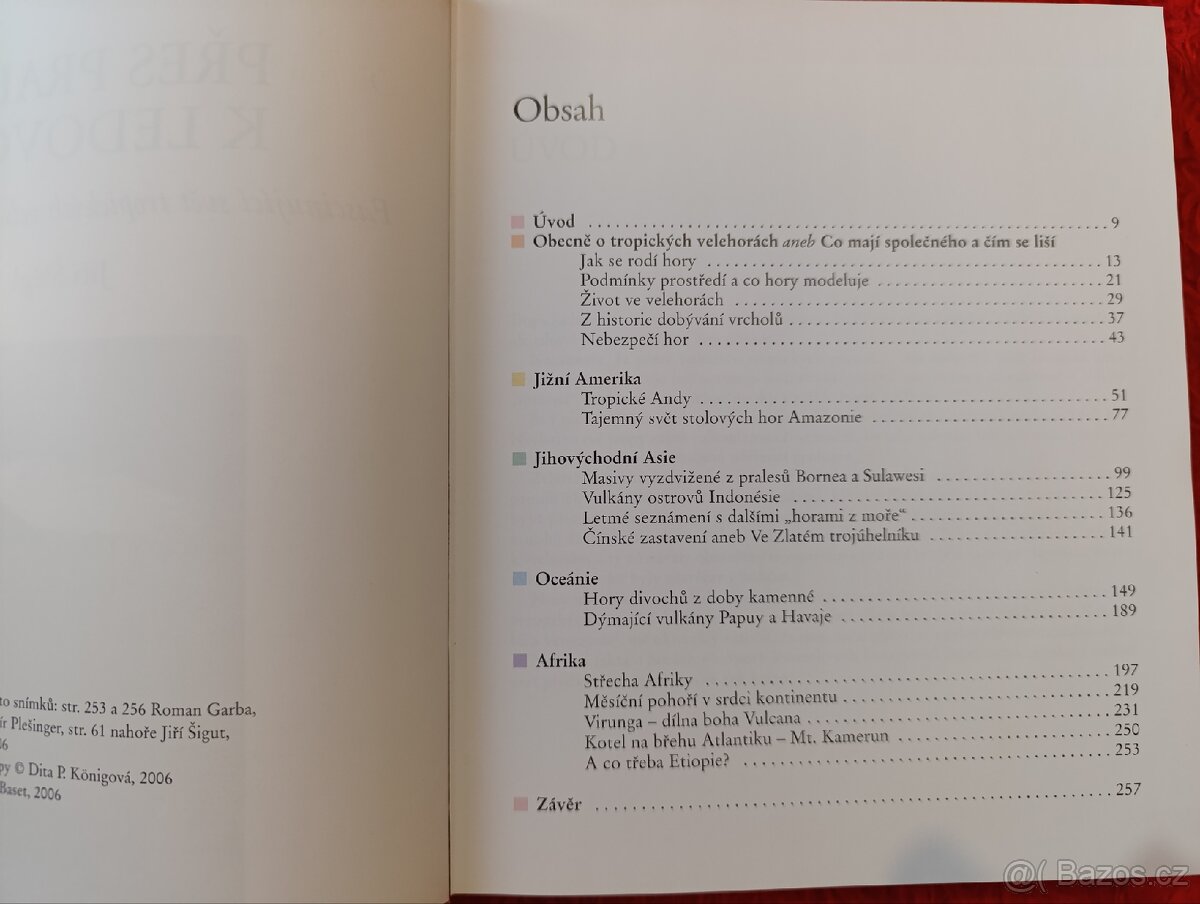 to snímků: str. 253 a 256 Roman Garba,
ír Plešinger, str. 61 nahoře Jiří Šigut,
06
py © Dita P. Königová, 2006
Baset, 2006
Obsah
Úvod 9
Obecně o tropických velehorách aneb Co mají společného a čím se liší
Jak se rodí hory 13
Podmínky prostředí a co hory modeluje 21
Život ve velehorách 29
Z historie dobývání vrcholů 37
Nebezpečí hor 43
Jižní Amerika
Tropické Andy 51
Tajemný svět stolových hor Amazonie 77
Jihovýchodní Asie
Masivy vyzdvižené z pralesů Bornea a Sulawesi 99
Vulkány ostrovů Indonésie 125
Letmé seznámení s dalšími „horami z moře“ 136
Čínské zastavení aneb Ve Zlatém trojúhelníku 141
Oceánie
Hory divochů z doby kamenné 149
Dýmající vulkány Papuy a Havaje 189
Afrika
Střecha Afriky 197
Měsíční pohoří v srdci kontinentu 219
Virunga – dílna boha Vulcana 231
Kotel na břehu Atlantiku – Mt. Kamerun 250
A co třeba Etiopie? 253
Závěr 257
@( Bazos.cz